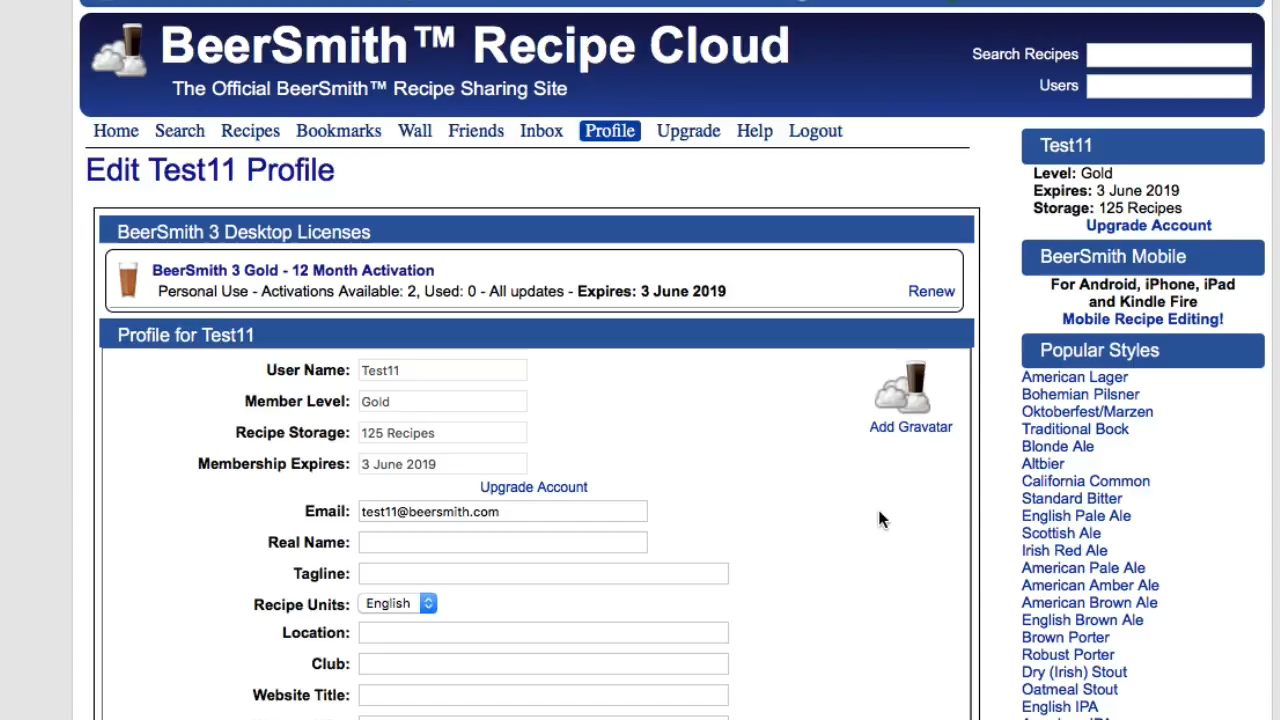 BeerSmith™ Recipe Cloud
The Official BeerSmith™ Recipe Sharing Site
Search Recipes
Users
Home Search Recipes Bookmarks Wall Friends Inbox Profile Upgrade Help Logout
Edit Test11 Profile
BeerSmith 3 Desktop Licenses
BeerSmith 3 Gold - 12 Month Activation
Personal Use - Activations Available: 2, Used: 0 - All updates - Expires: 3 June 2019 Renew
Profile for Test11
User Name: Test11
Member Level: Gold
Recipe Storage: 125 Recipes
Membership Expires: 3 June 2019
Add Gravatar
Upgrade Account
Email: test11@beersmith.com
Real Name:
Tagline:
Recipe Units: English
Location:
Club:
Website Title:
Test11
Level: Gold
Expires: 3 June 2019
Storage: 125 Recipes
Upgrade Account
BeerSmith Mobile
For Android, iPhone, iPad
and Kindle Fire
Mobile Recipe Editing!
Popular Styles
American Lager
Bohemian Pilsner
Oktoberfest/Marzen
Traditional Bock
Blonde Ale
Altbier
California Common
Standard Bitter
English Pale Ale
Scottish Ale
Irish Red Ale
American Pale Ale
American Amber Ale
American Brown Ale
English Brown Ale
Brown Porter
Robust Porter
Dry (Irish) Stout
Oatmeal Stout
English IPA